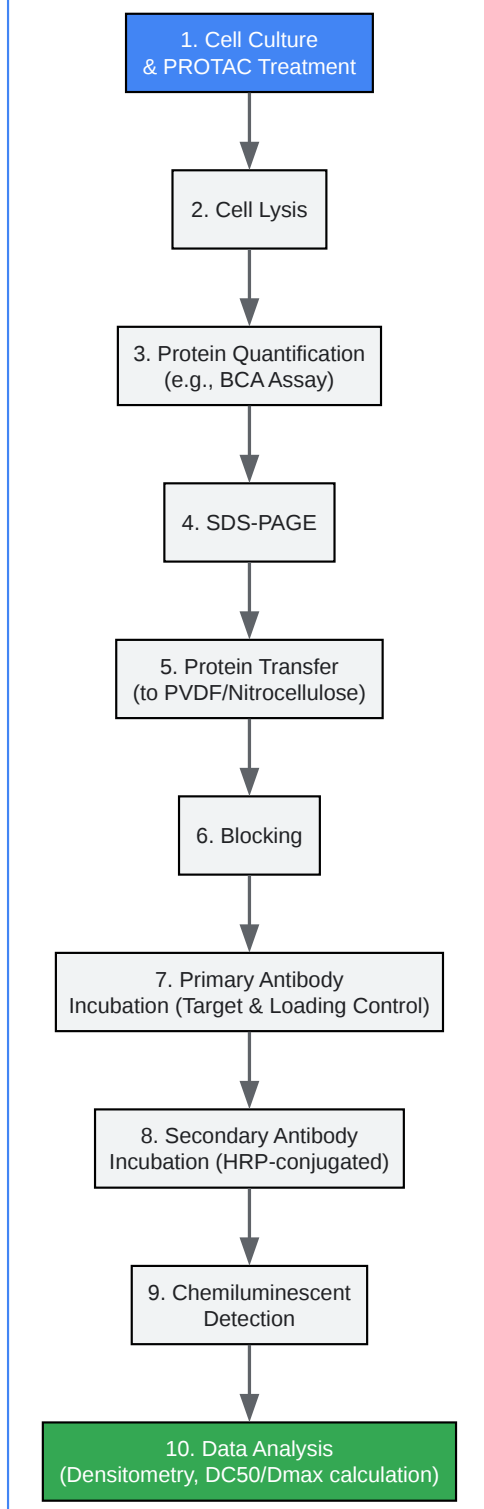 1. Cell Culture
& PROTAC Treatment
2. Cell Lysis
3. Protein Quantification
(e.g., BCA Assay)
4. SDS-PAGE
5. Protein Transfer
(to PVDF/Nitrocellulose)
6. Blocking
7. Primary Antibody
Incubation (Target & Loading Control)
8. Secondary Antibody
Incubation (HRP-conjugated)
9. Chemiluminescent
Detection
10. Data Analysis
(Densitometry, DC50/Dmax calculation)